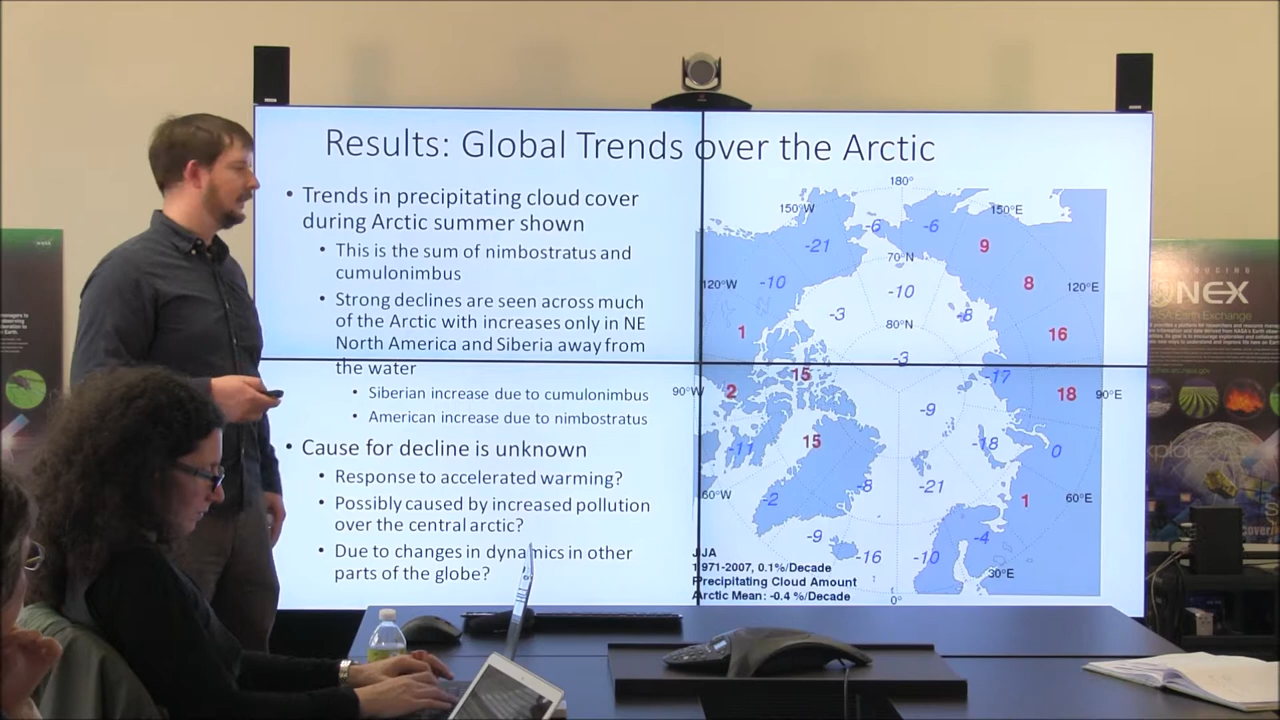 Results: Global Trends over the Arctic
• Trends in precipitating cloud cover
during Arctic summer shown
• This is the sum of nimbostratus and
cumulonimbus
• Strong declines are seen across much
of the Arctic with increases only in NE
North America and Siberia away from
the water
• Siberian increase due to cumulonimbus
• American increase due to nimbostratus
• Cause for decline is unknown
• Response to accelerated warming?
• Possibly caused by increased pollution
over the central arctic?
• Due to changes in dynamics in other
parts of the globe?
180°
150°W
150°E
-6
-6
-21
9
70°N
-10
8
120°W
120°E
-10
-3
-8
80°N
1
16
-3
15
-17
90°W
2
18
90°E
-9
15
-11
-18
0
-8
-21
60°W
-2
1
60°E
-9
-4
-16
-10
30°E
0°
JJA
1971-2007, 0.1%/Decade
Precipitating Cloud Amount
Arctic Mean: -0.4 %/Decade
NEX
Earth Exchange